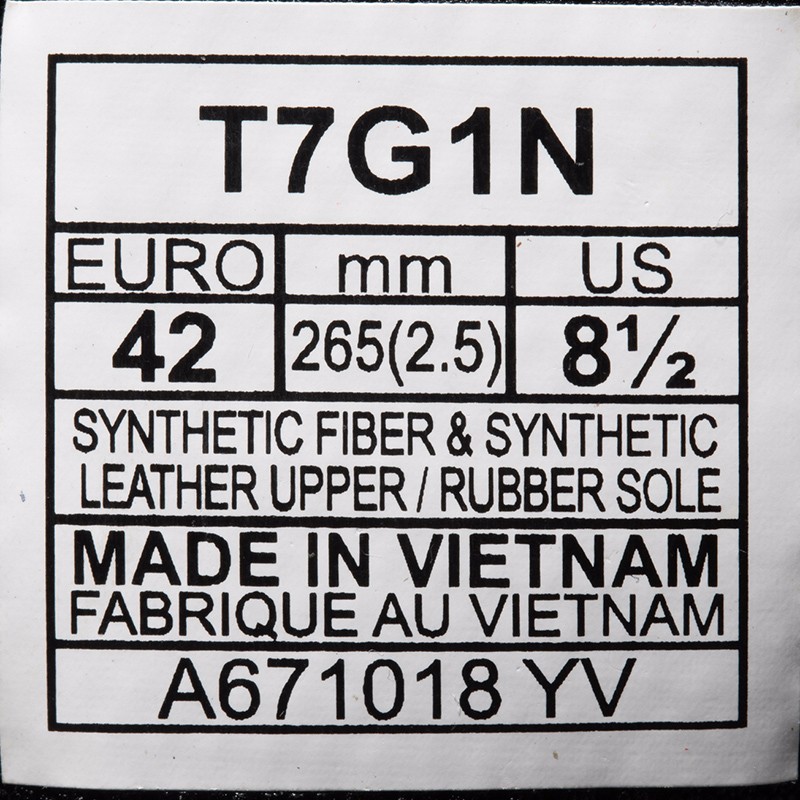 T7G1N
EURO mm US
42 265(2.5) 8½
SYNTHETIC FIBER & SYNTHETIC
LEATHER UPPER / RUBBER SOLE
MADE IN VIETNAM
FABRIQUE AU VIETNAM
A671018 YV